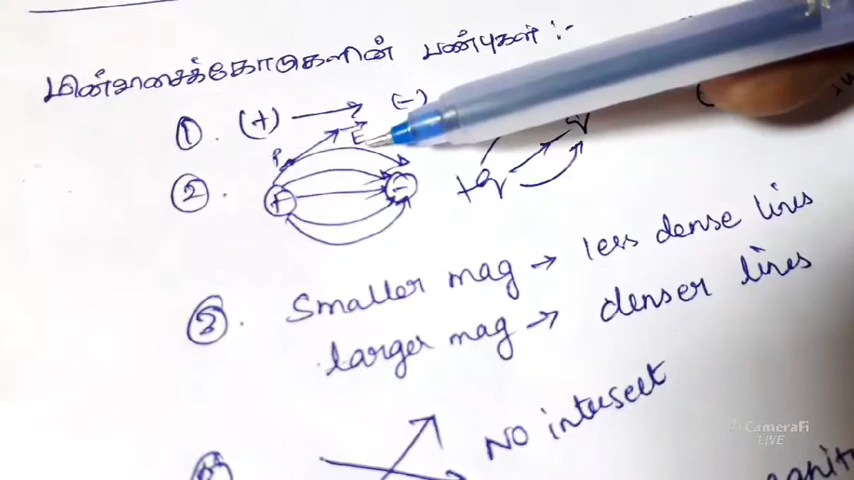 மின்விசைக்கோடுகளின் பண்புகள் :-
① . (+) → (-)
② . P E + - +q
③ . Smaller mag → less dense lines
larger mag → denser lines
No intersect
CameraFi
LIVE